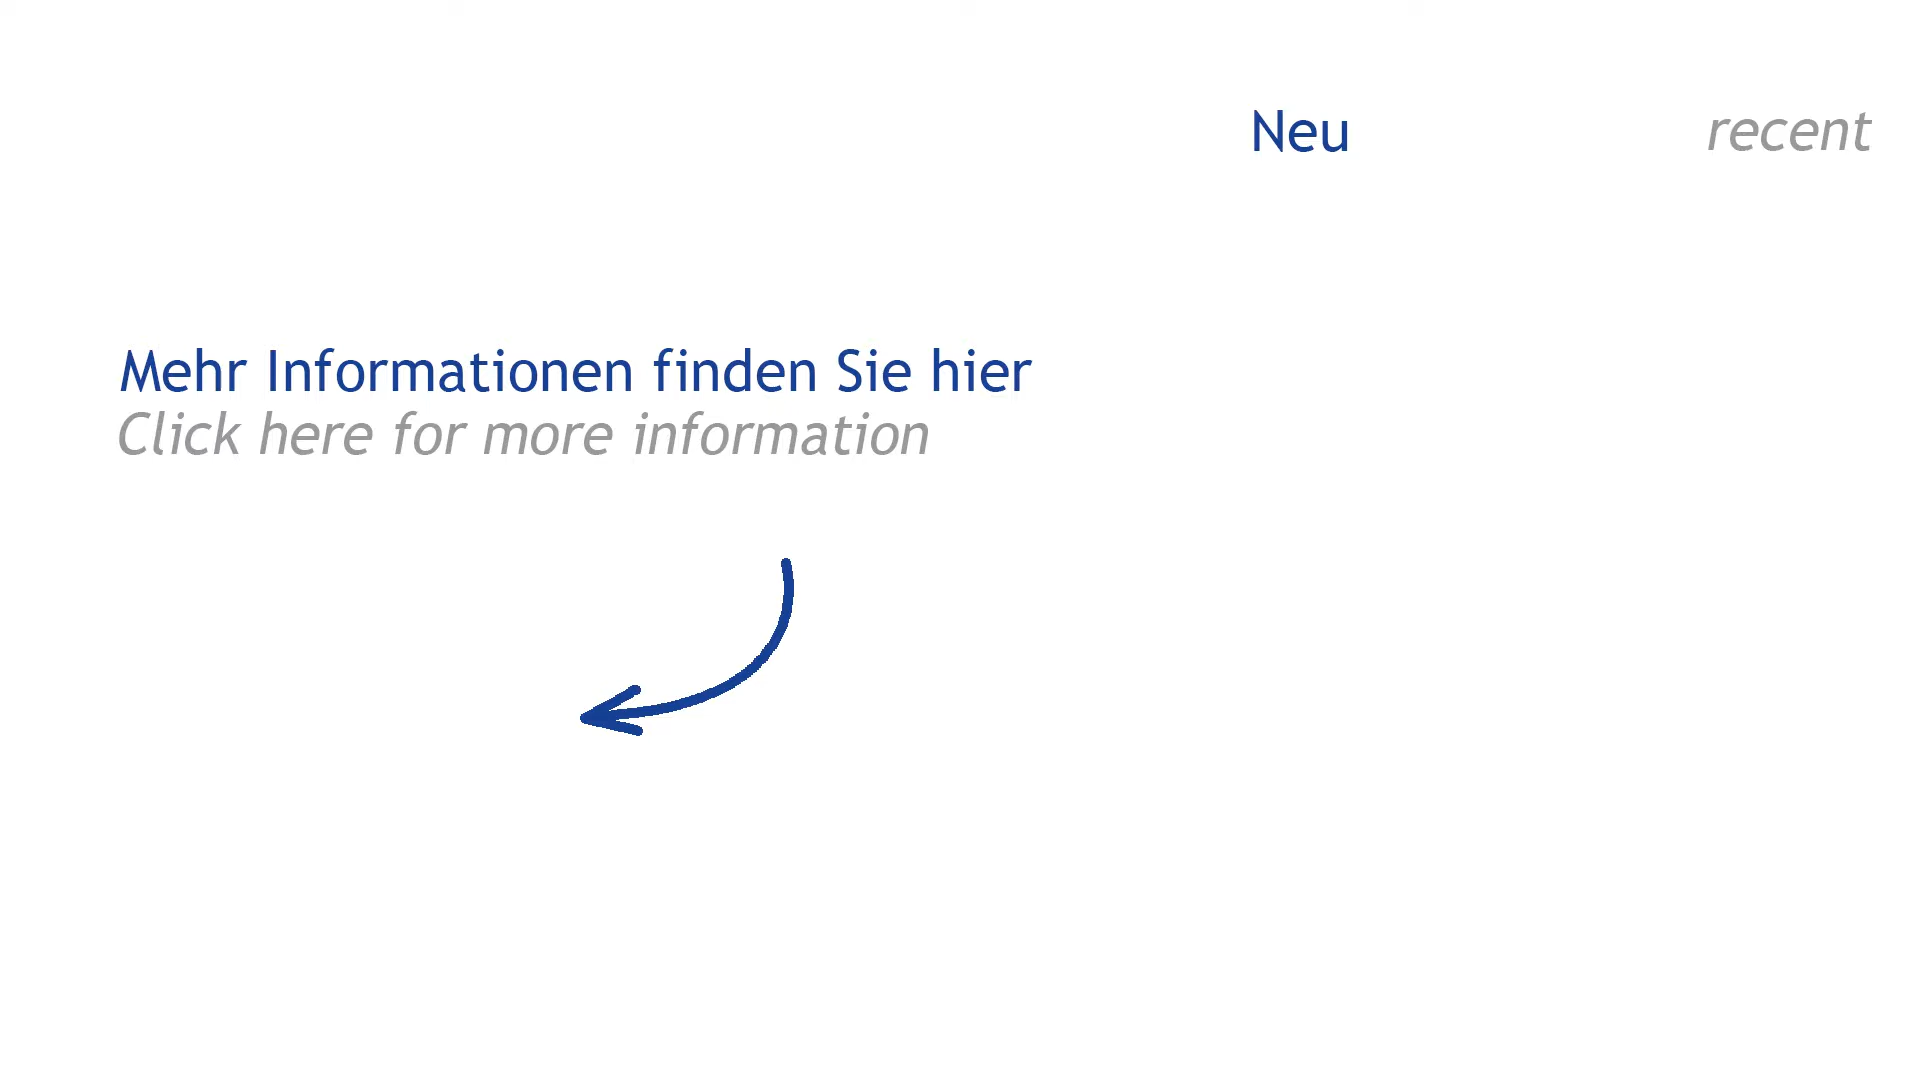 Neu recent
Mehr Informationen finden Sie hier
Click here for more information